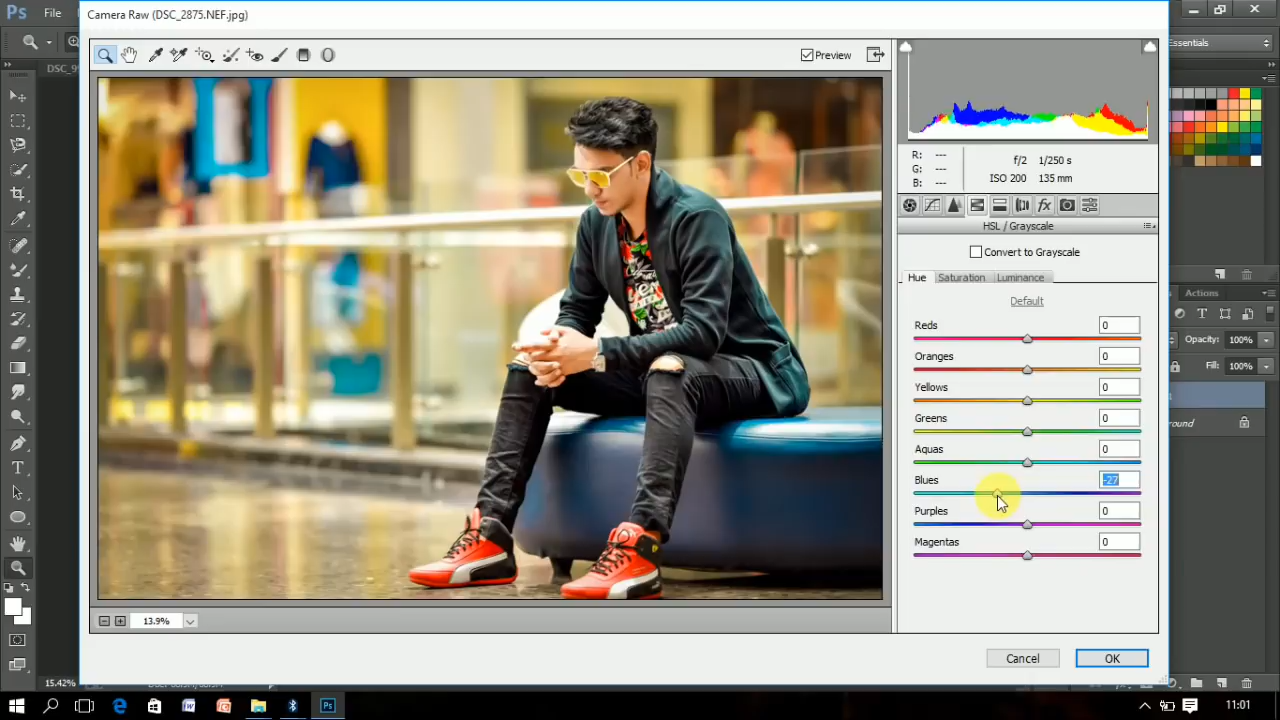 Ps File
Camera Raw (DSC_2875.NEF.jpg)
Preview
Essentials
R: ---
G: ---
B: ---
f/2 1/250 s
ISO 200 135 mm
HSL / Grayscale
Convert to Grayscale
Hue Saturation Luminance
Default
Reds 0
Oranges 0
Yellows 0
Greens 0
Aquas 0
Blues -27
Purples 0
Magentas 0
Actions
Opacity: 100%
Fill: 100%
13.9%
Cancel OK
15.42%
11:01